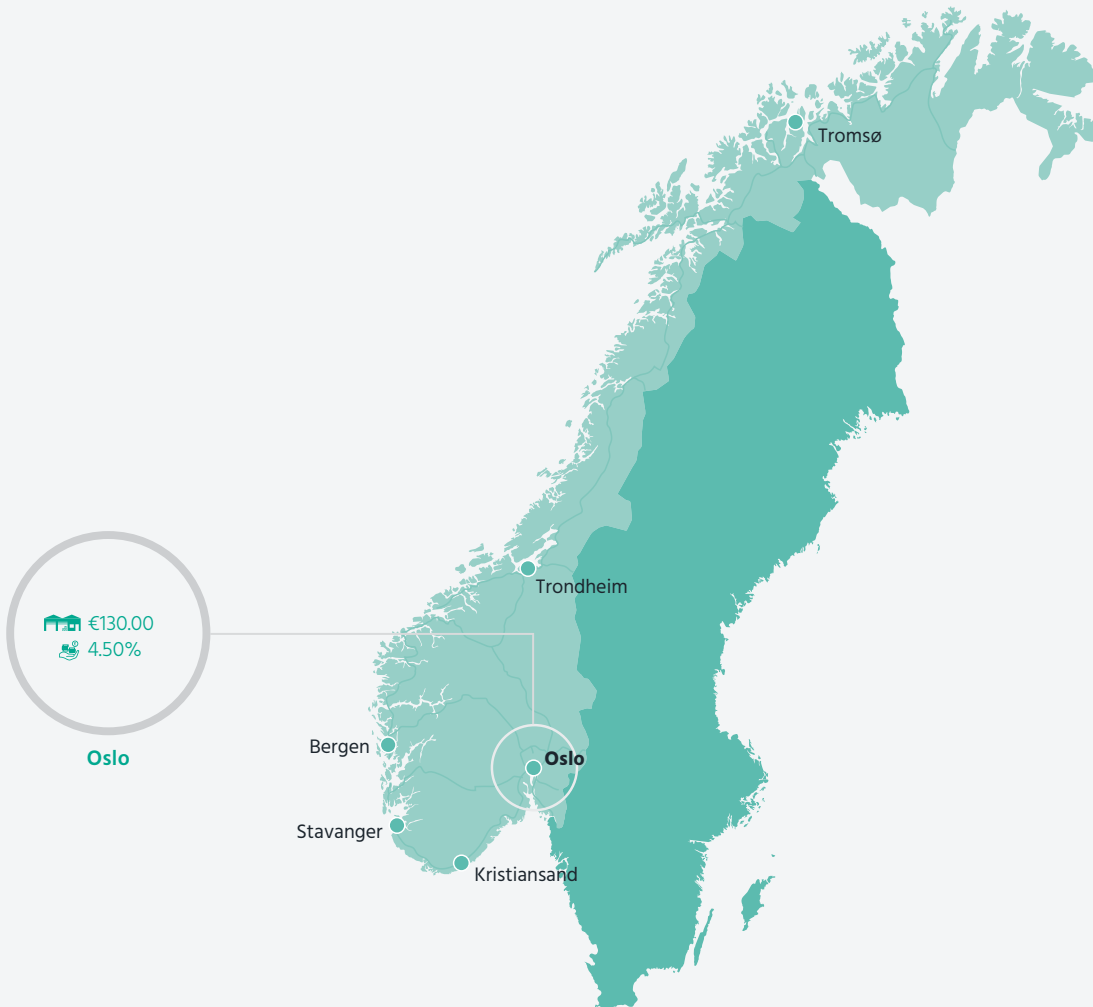 Tromsø
Trondheim
€130.00
4.50%
Oslo
Bergen
Oslo
Stavanger
Kristiansand